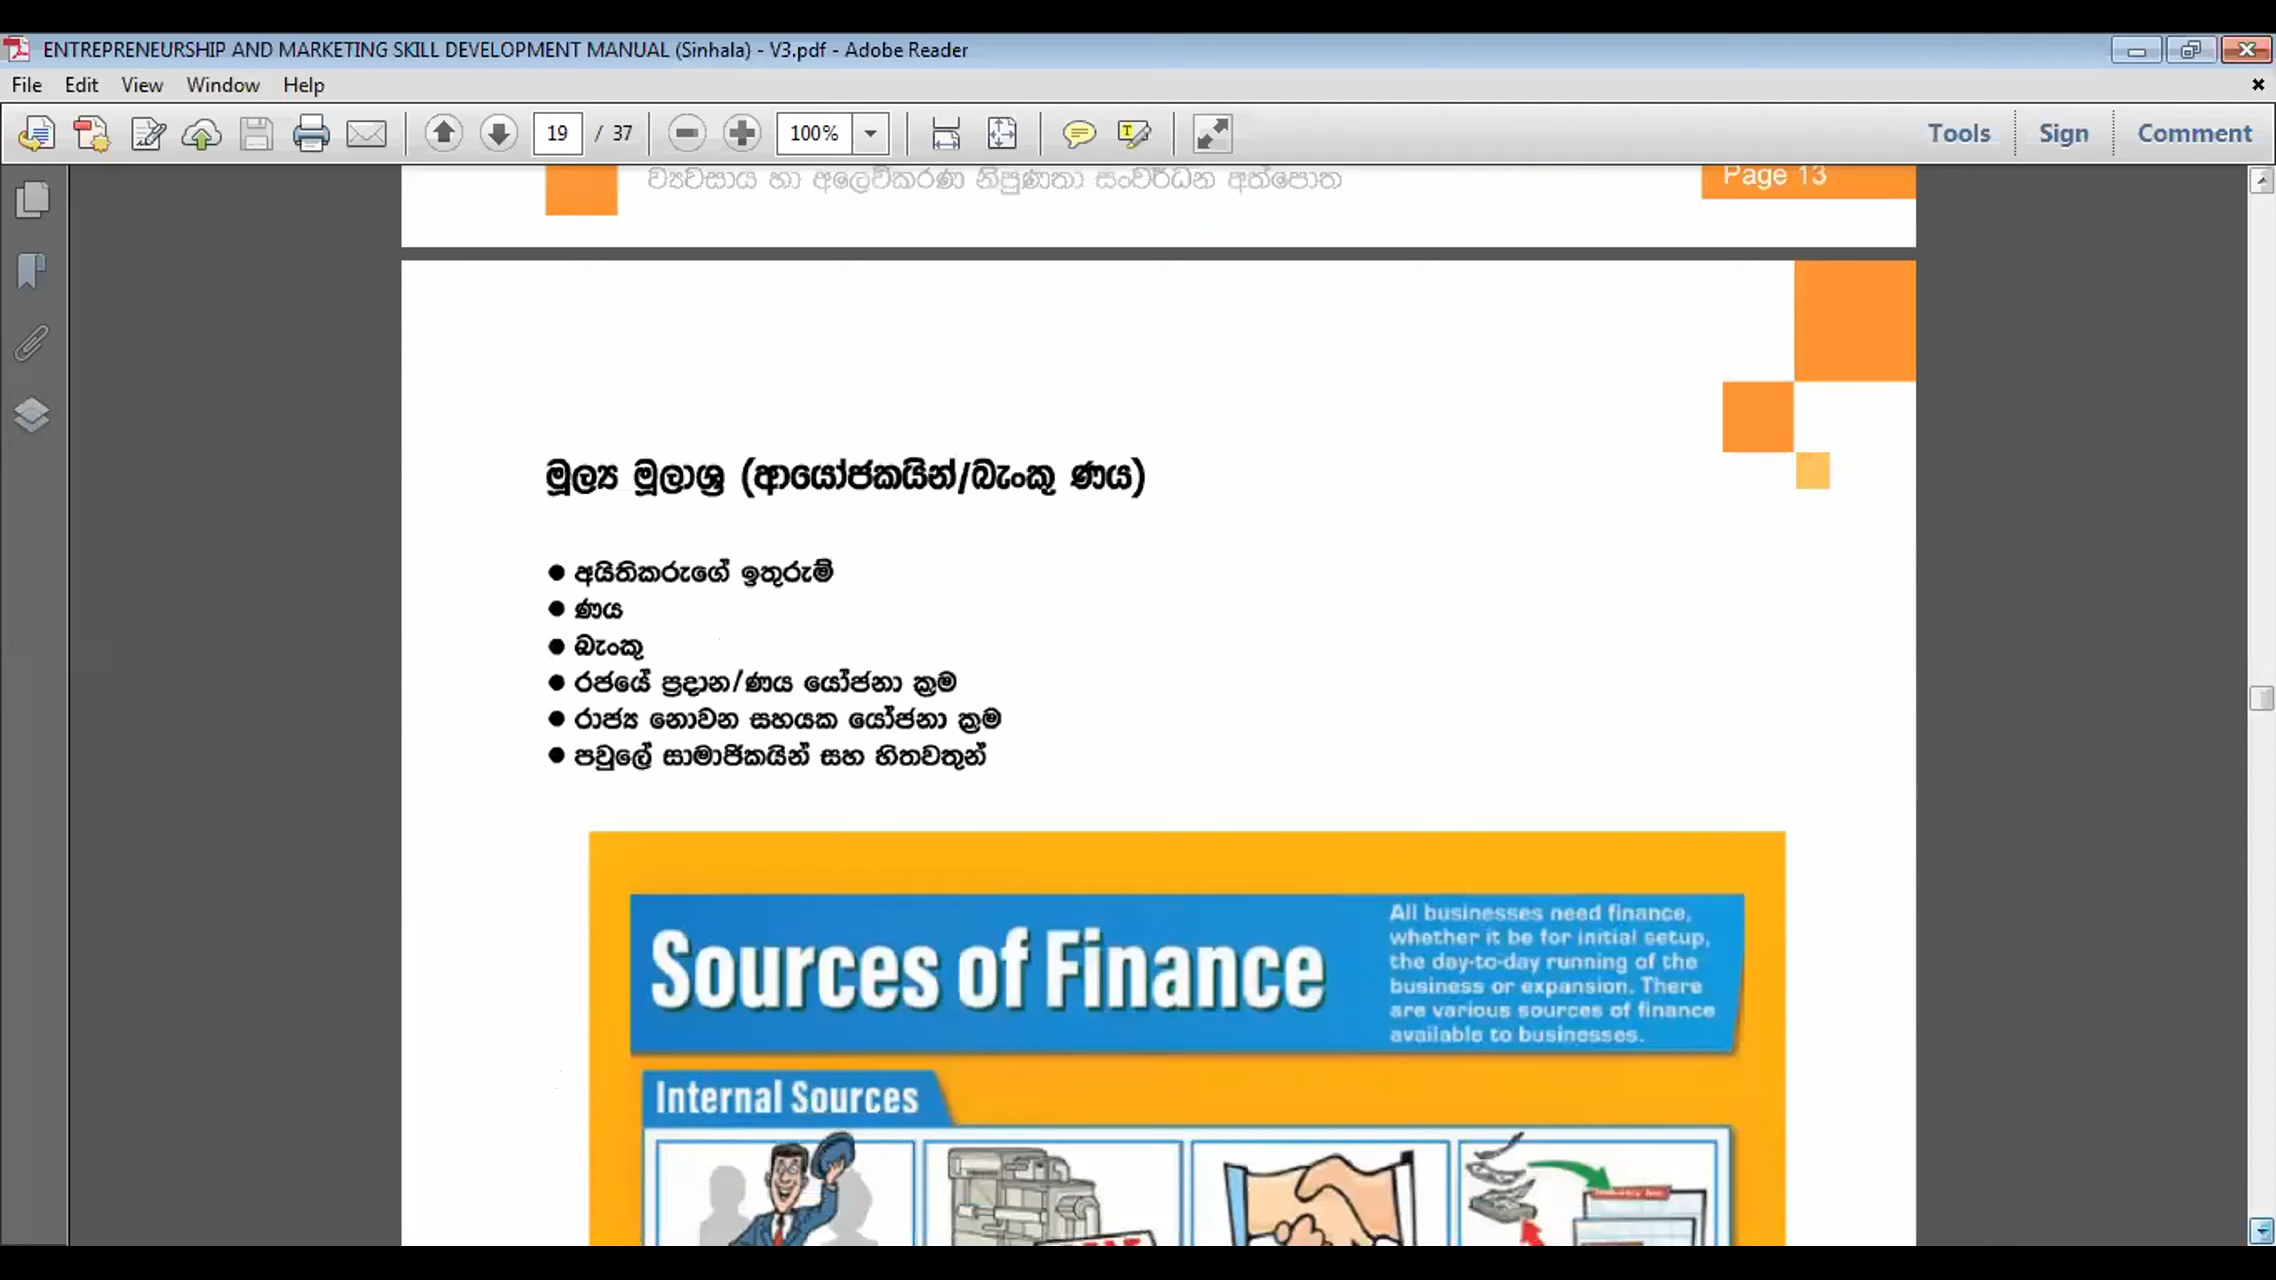 ENTREPRENEURSHIP AND MARKETING SKILL DEVELOPMENT MANUAL (Sinhala) - V3.pdf - Adobe Reader
File Edit View Window Help
19 / 37 100% Tools Sign Comment
ව්‍යවසාය හා අලෙවිකරණ නිපුණතා සංවර්ධන අත්පොත Page 13
මූල්‍ය මූලාශ්‍ර (ආයෝජකයින්/බැංකු ණය)
● අයිතිකරුගේ ඉතුරුම්
● ණය
● බැංකු
● රජයේ ප්‍රදාන/ණය යෝජනා ක්‍රම
● රාජ්‍ය නොවන සහයක යෝජනා ක්‍රම
● පවුලේ සාමාජිකයින් සහ හිතවතුන්
Sources of Finance
All businesses need finance,
whether it be for initial setup,
the day-to-day running of the
business or expansion. There
are various sources of finance
available to businesses.
Internal Sources